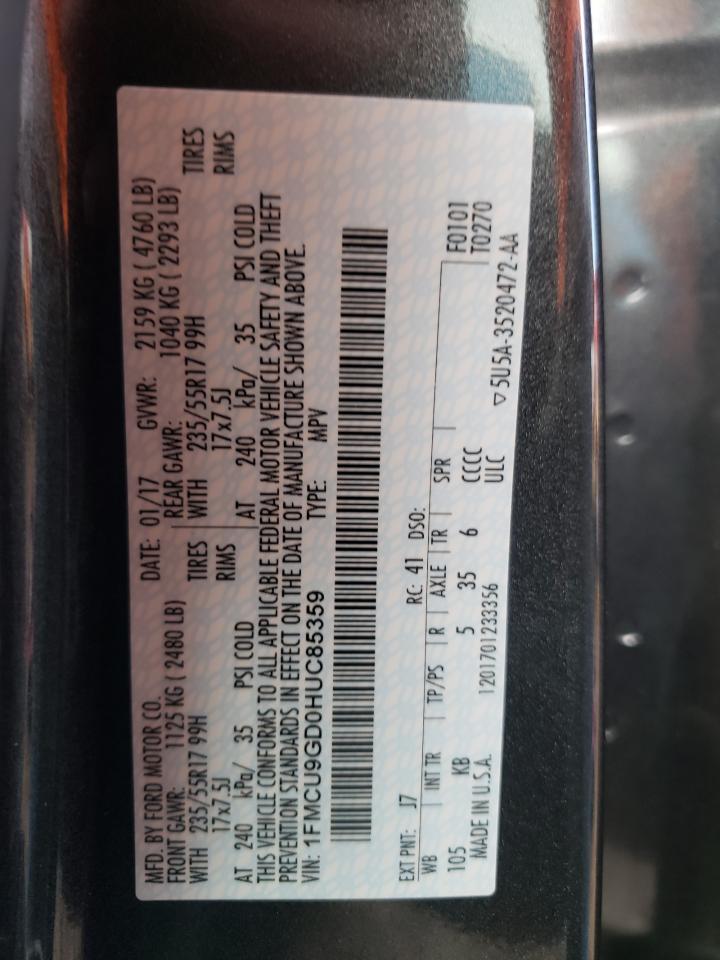 MFD. BY FORD MOTOR CO. DATE: 01/17 GVWR: 2159 KG ( 4760 LB)
FRONT GAWR: 1125 KG ( 2480 LB) REAR GAWR: 1040 KG ( 2293 LB)
WITH 235/55R17 99H TIRES WITH 235/55R17 99H TIRES
17x7.5J RIMS 17x7.5J RIMS
AT 240 kPa/ 35 PSI COLD AT 240 kPa/ 35 PSI COLD
THIS VEHICLE CONFORMS TO ALL APPLICABLE FEDERAL MOTOR VEHICLE SAFETY AND THEFT
PREVENTION STANDARDS IN EFFECT ON THE DATE OF MANUFACTURE SHOWN ABOVE.
VIN: 1FMCU9GD0HUC85359 TYPE: MPV
EXT PNT: J7 RC: 41 DSO: F0101
WB INT TR TP/PS R AXLE TR SPR T0270
105 KB 5 35 6 CCCC
MADE IN U.S.A. 1201701233356 ULC ▽5U5A-3520472-AA